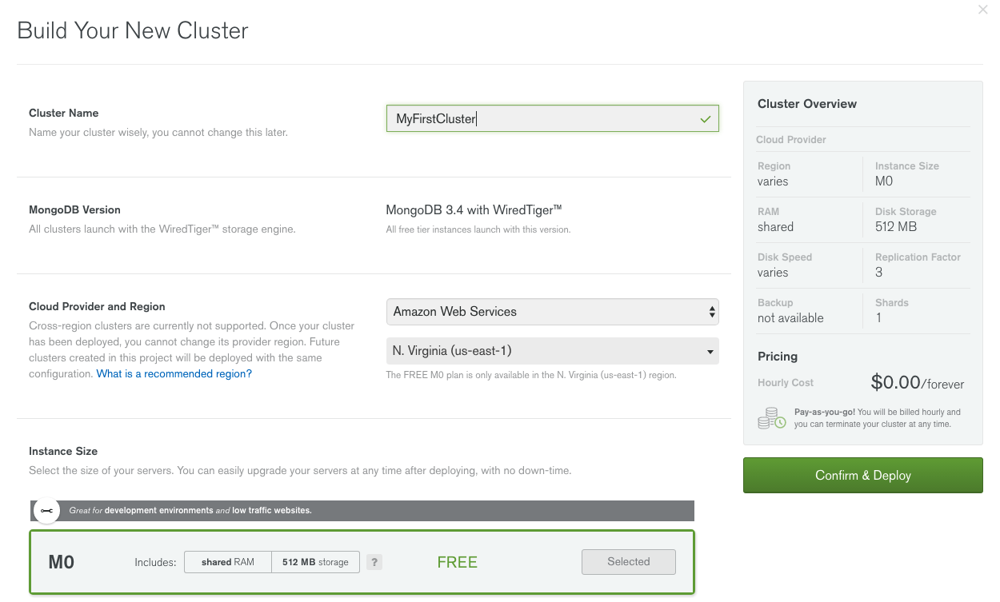 Build Your New Cluster
Cluster Name
Name your cluster wisely, you cannot change this later.
MyFirstCluster
MongoDB Version
All clusters launch with the WiredTiger™ storage engine.
MongoDB 3.4 with WiredTiger™
All free tier instances launch with this version.
Cloud Provider and Region
Cross-region clusters are currently not supported. Once your cluster
has been deployed, you cannot change its provider region. Future
clusters created in this project will be deployed with the same
configuration. What is a recommended region?
Amazon Web Services
N. Virginia (us-east-1)
The FREE M0 plan is only available in the N. Virginia (us-east-1) region.
Instance Size
Select the size of your servers. You can easily upgrade your servers at any time after deploying, with no down-time.
Great for development environments and low traffic websites.
M0
Includes:
shared RAM
512 MB storage
?
FREE
Selected
Cluster Overview
Cloud Provider
Region
varies
Instance Size
M0
RAM
shared
Disk Storage
512 MB
Disk Speed
varies
Replication Factor
3
Backup
not available
Shards
1
Pricing
Hourly Cost
$0.00/forever
Pay-as-you-go! You will be billed hourly and
you can terminate your cluster at any time.
Confirm & Deploy